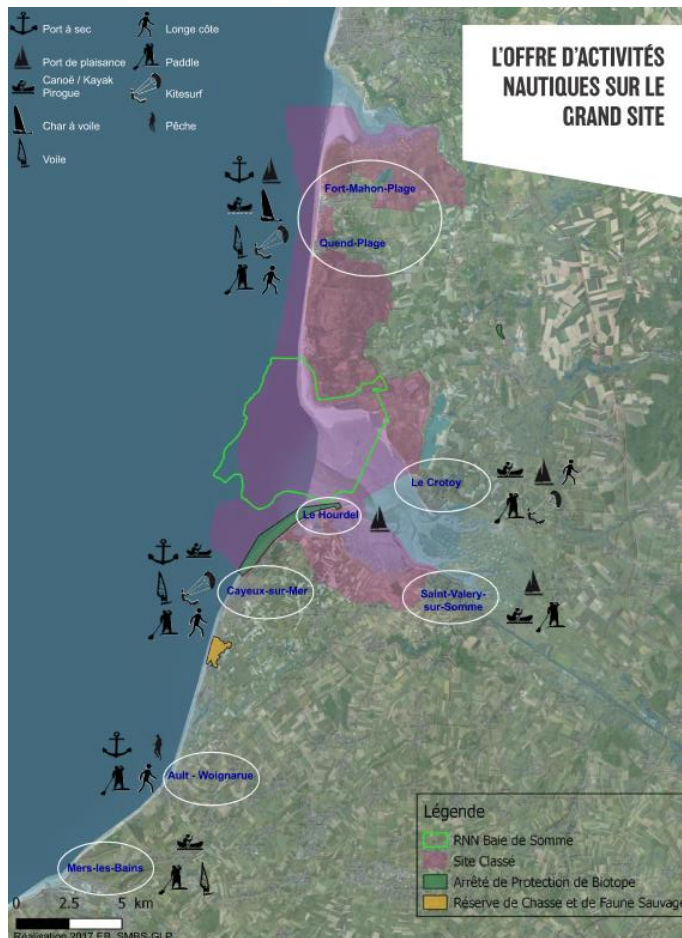 L'OFFRE D'ACTIVITÉS
NAUTIQUES SUR LE
GRAND SITE
Port à sec
Longe côte
Port de plaisance
Paddle
Canoë / Kayak
Pirogue
Kitesurf
Char à voile
Pêche
Voile
Fort-Mahon-Plage
Quend-Plage
Le Crotoy
Le Hourdel
Cayeux-sur-Mer
Saint-Valery-
sur-Somme
Ault - Woignarue
Mers-les-Bains
Légende
RNN Baie de Somme
Site Classé
Arrêté de Protection de Biotope
Réserve de Chasse et de Faune Sauvage
0 2.5 5 km
Réalisation 2017 EB, SMBS-GLP